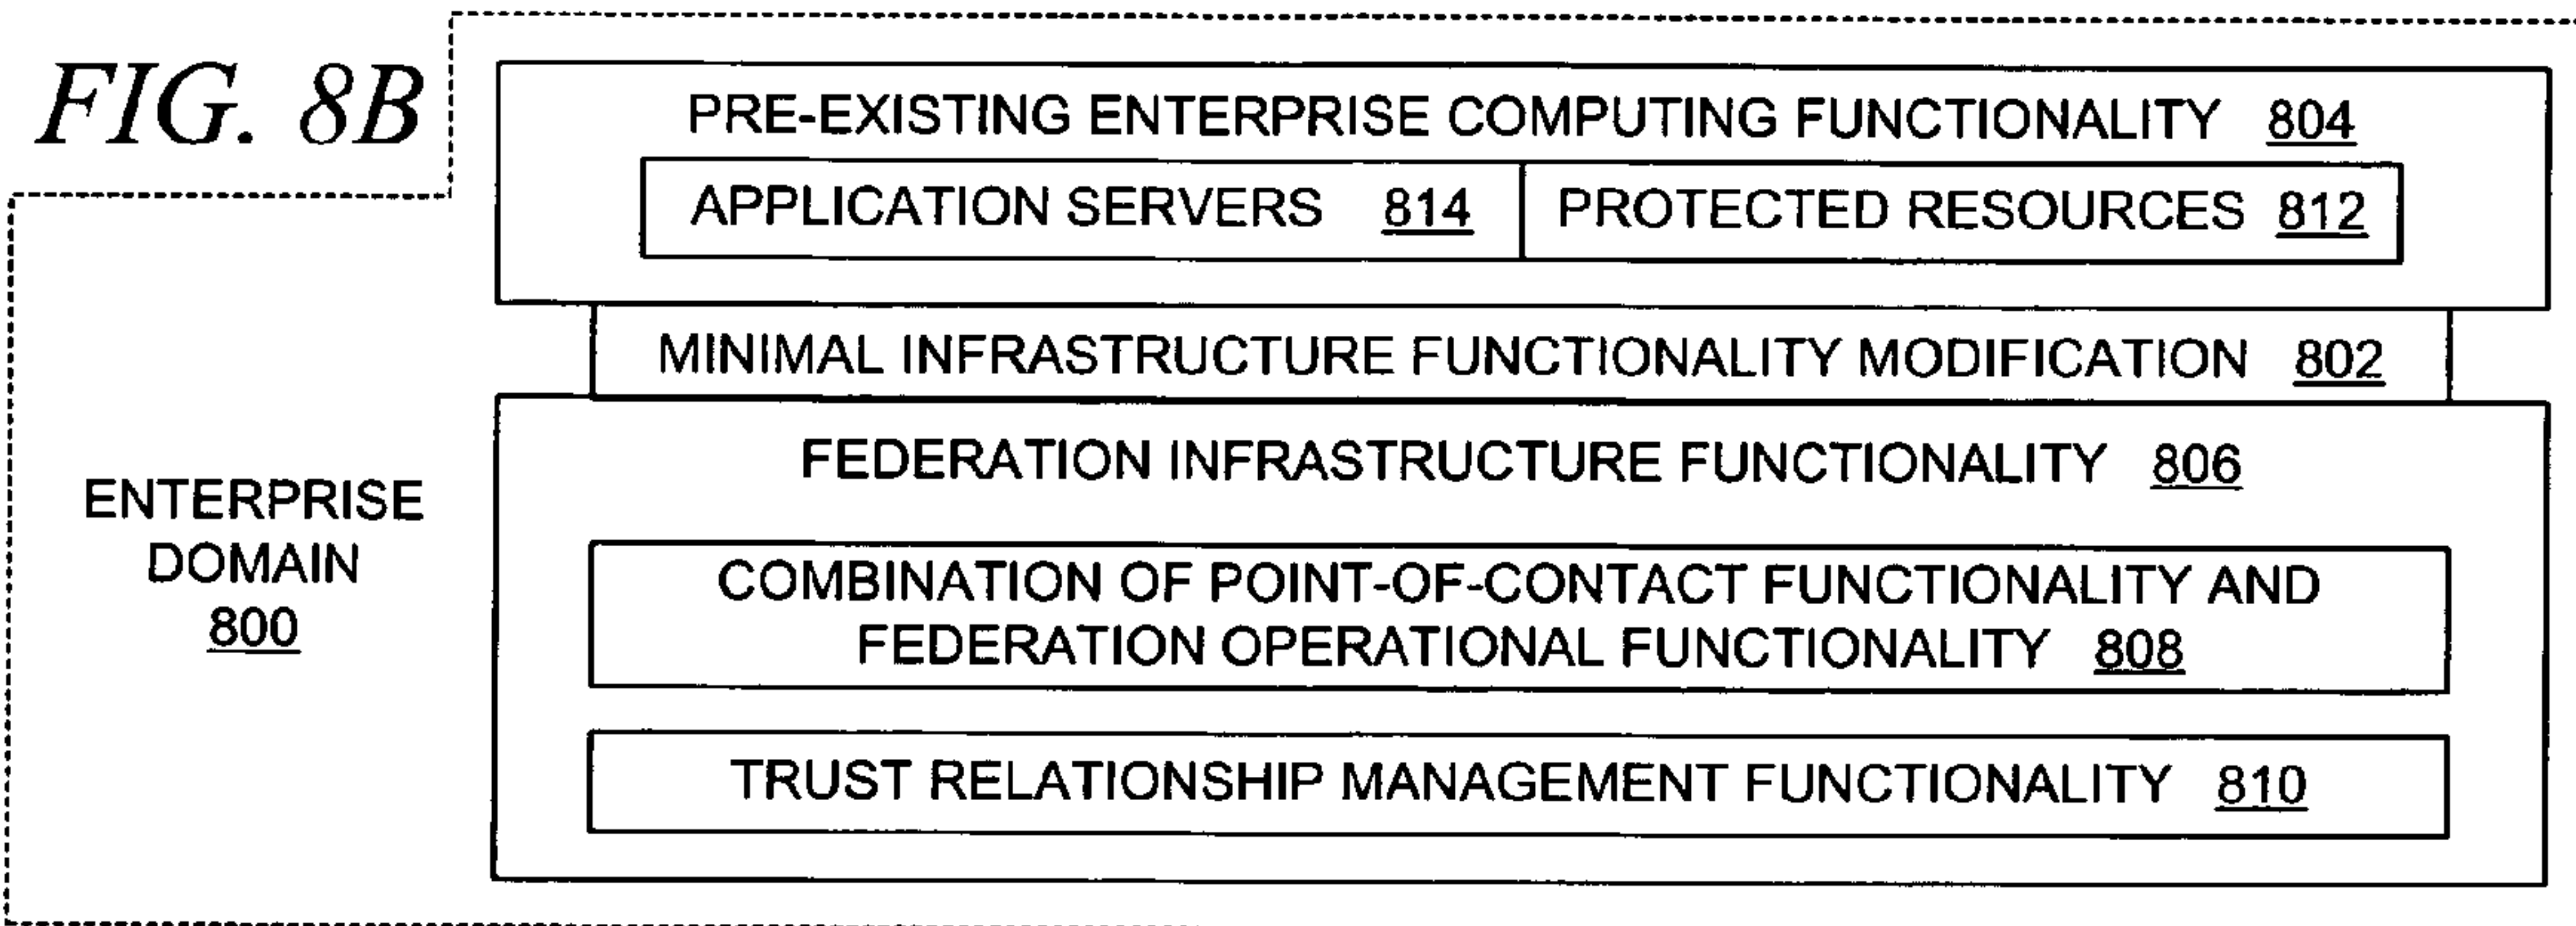 FIG. 8B
PRE-EXISTING ENTERPRISE COMPUTING FUNCTIONALITY 804
APPLICATION SERVERS 814
PROTECTED RESOURCES 812
MINIMAL INFRASTRUCTURE FUNCTIONALITY MODIFICATION 802
FEDERATION INFRASTRUCTURE FUNCTIONALITY 806
ENTERPRISE
DOMAIN
800
COMBINATION OF POINT-OF-CONTACT FUNCTIONALITY AND
FEDERATION OPERATIONAL FUNCTIONALITY 808
TRUST RELATIONSHIP MANAGEMENT FUNCTIONALITY 810